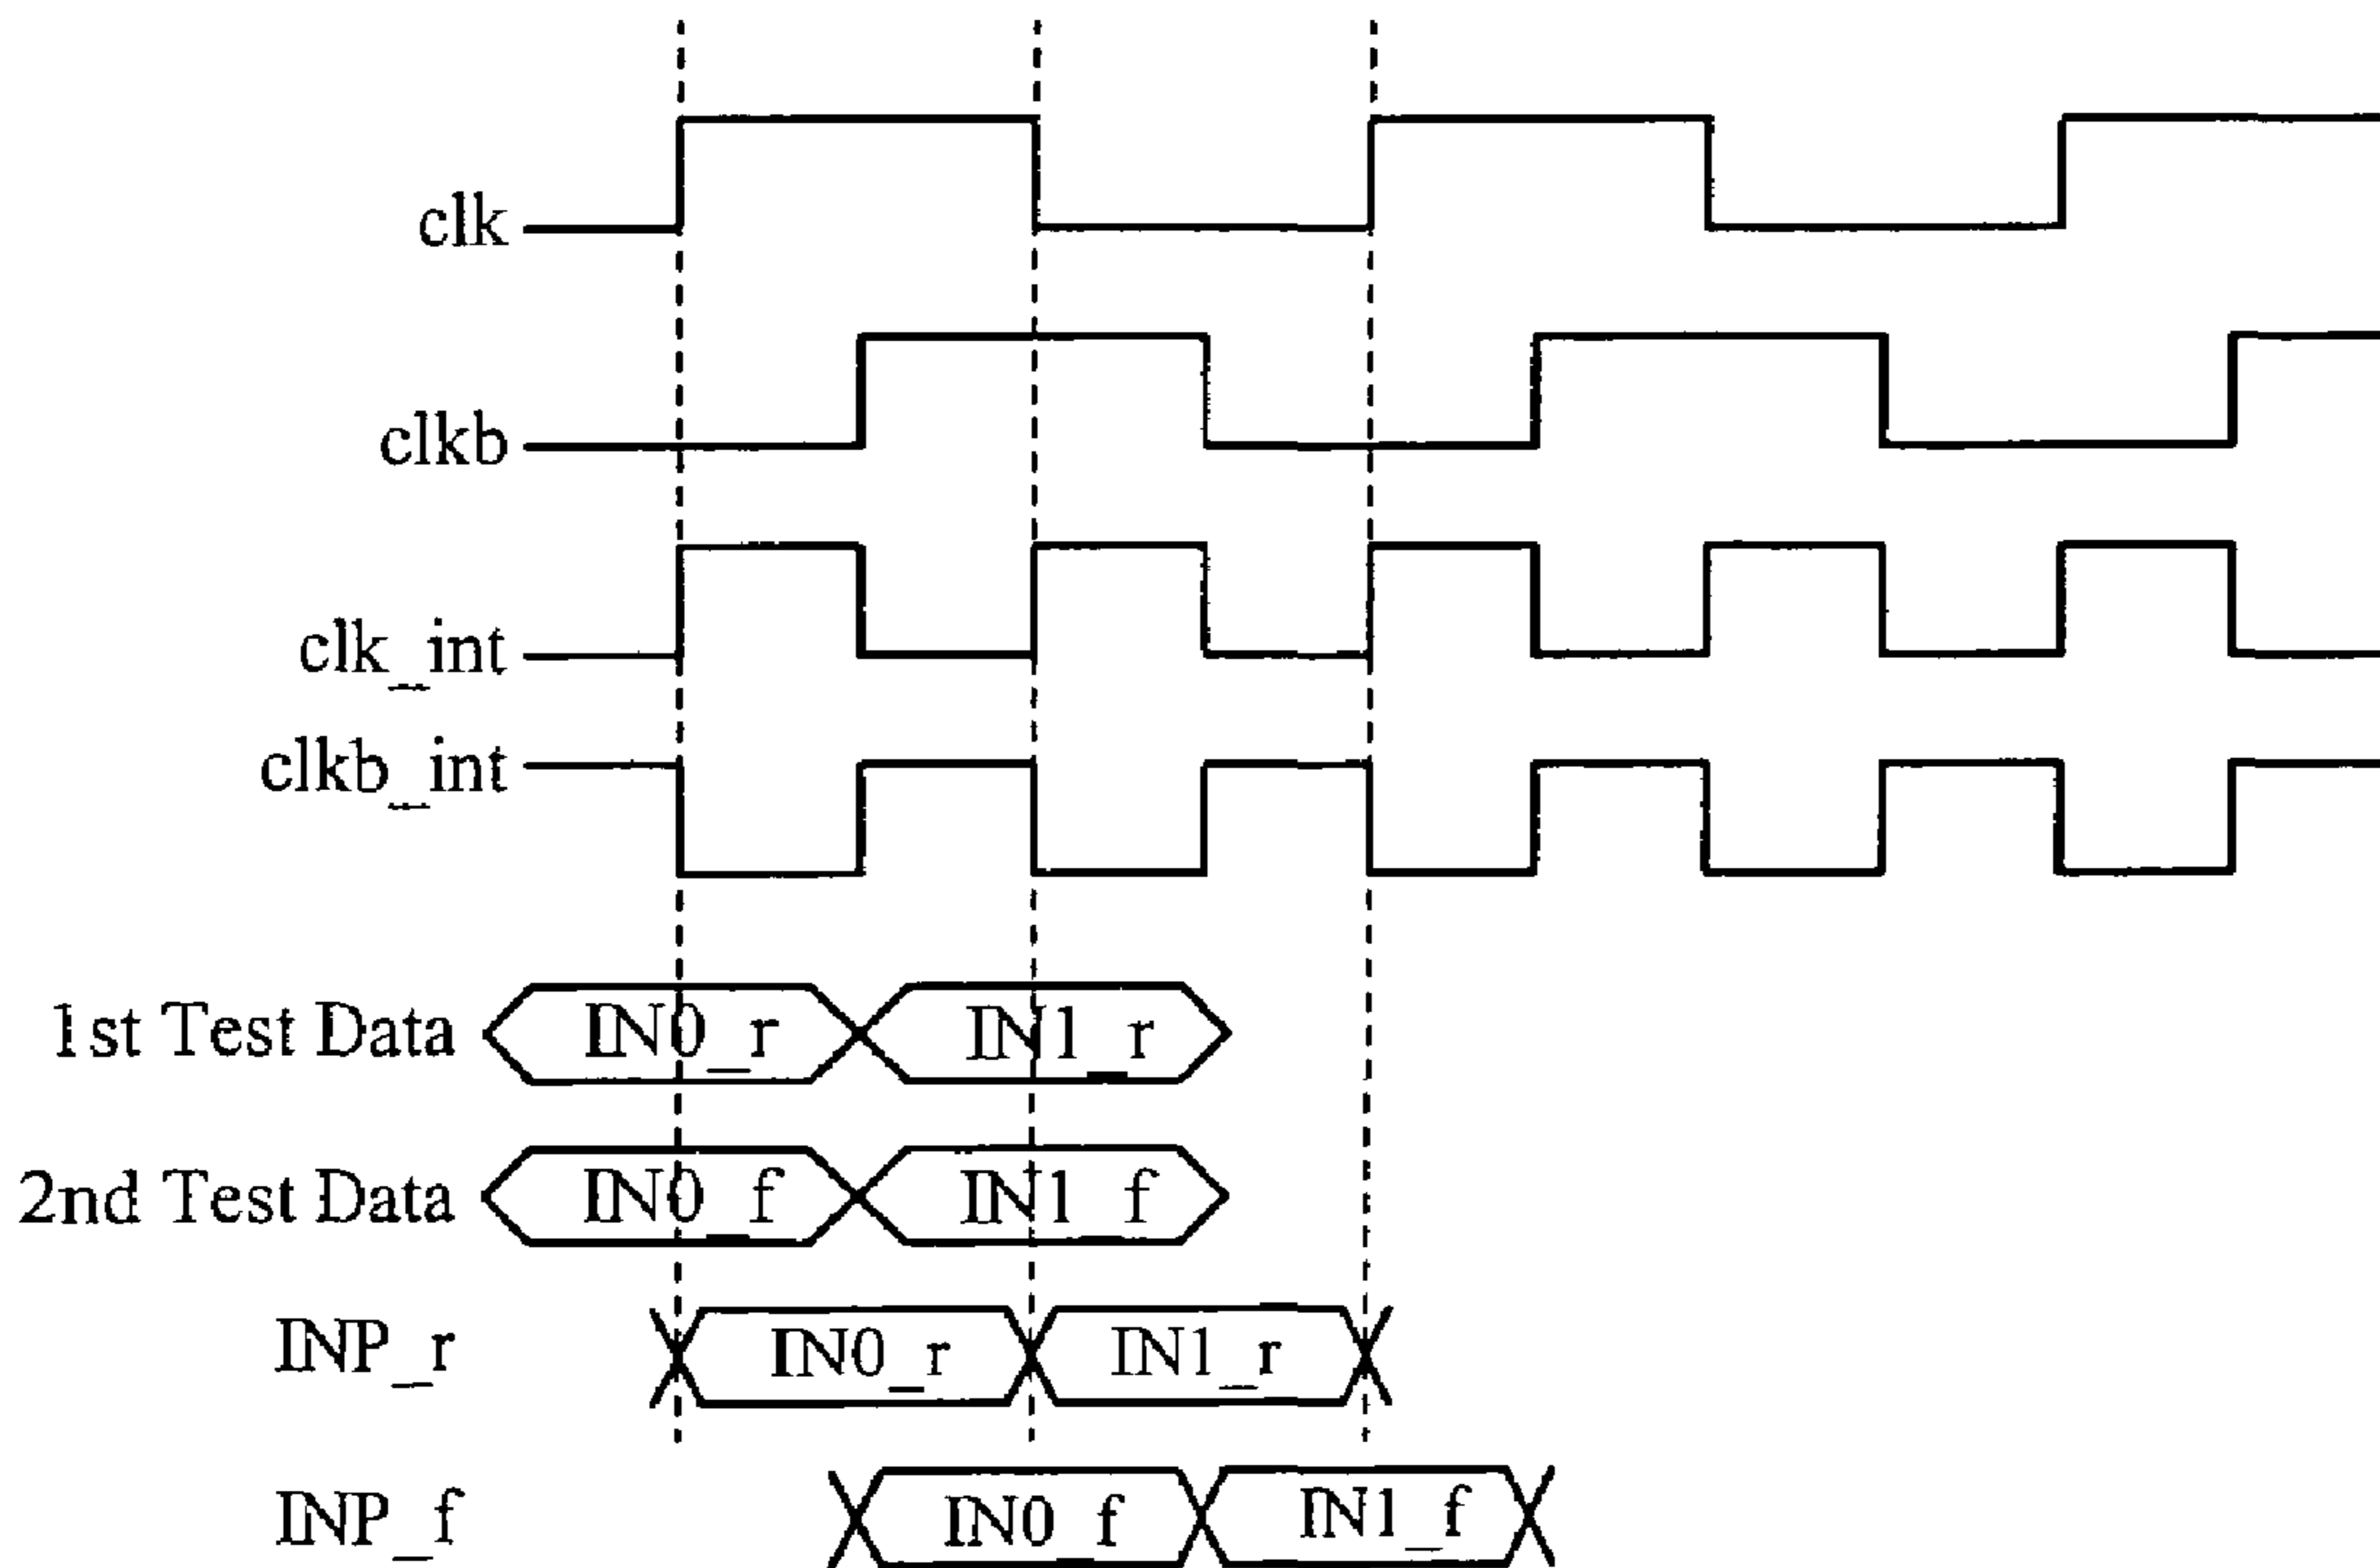 clk
clkb
clk_int
clkb_int
1st Test Data IN0_r IN1_r
2nd Test Data IN0_f IN1_f
INP_r IN0_r IN1_r
INP_f IN0_f IN1_f